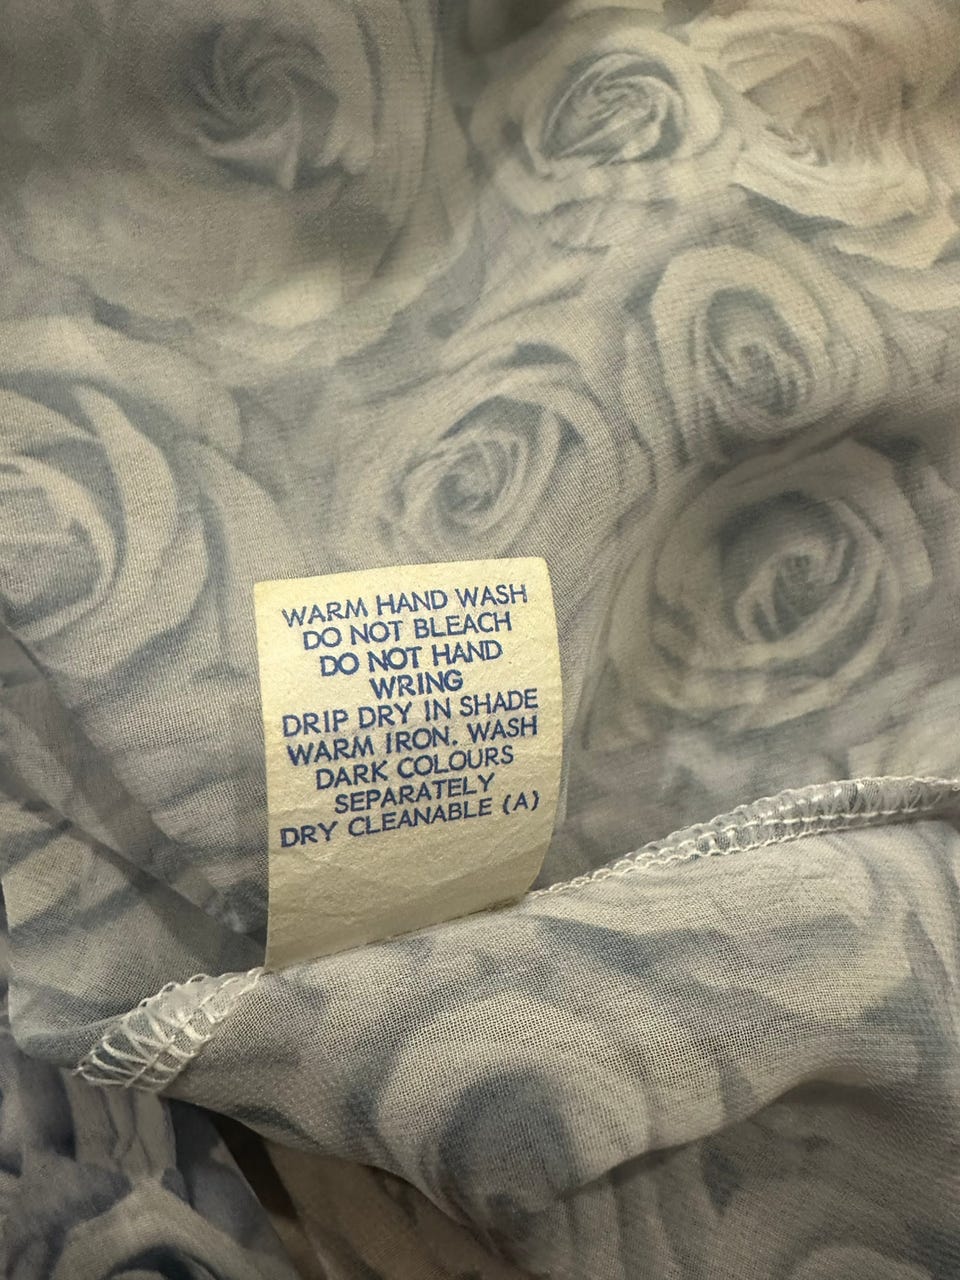 WARM HAND WASH
DO NOT BLEACH
DO NOT HAND
WRING
DRIP DRY IN SHADE
WARM IRON. WASH
DARK COLOURS
SEPARATELY
DRY CLEANABLE (A)